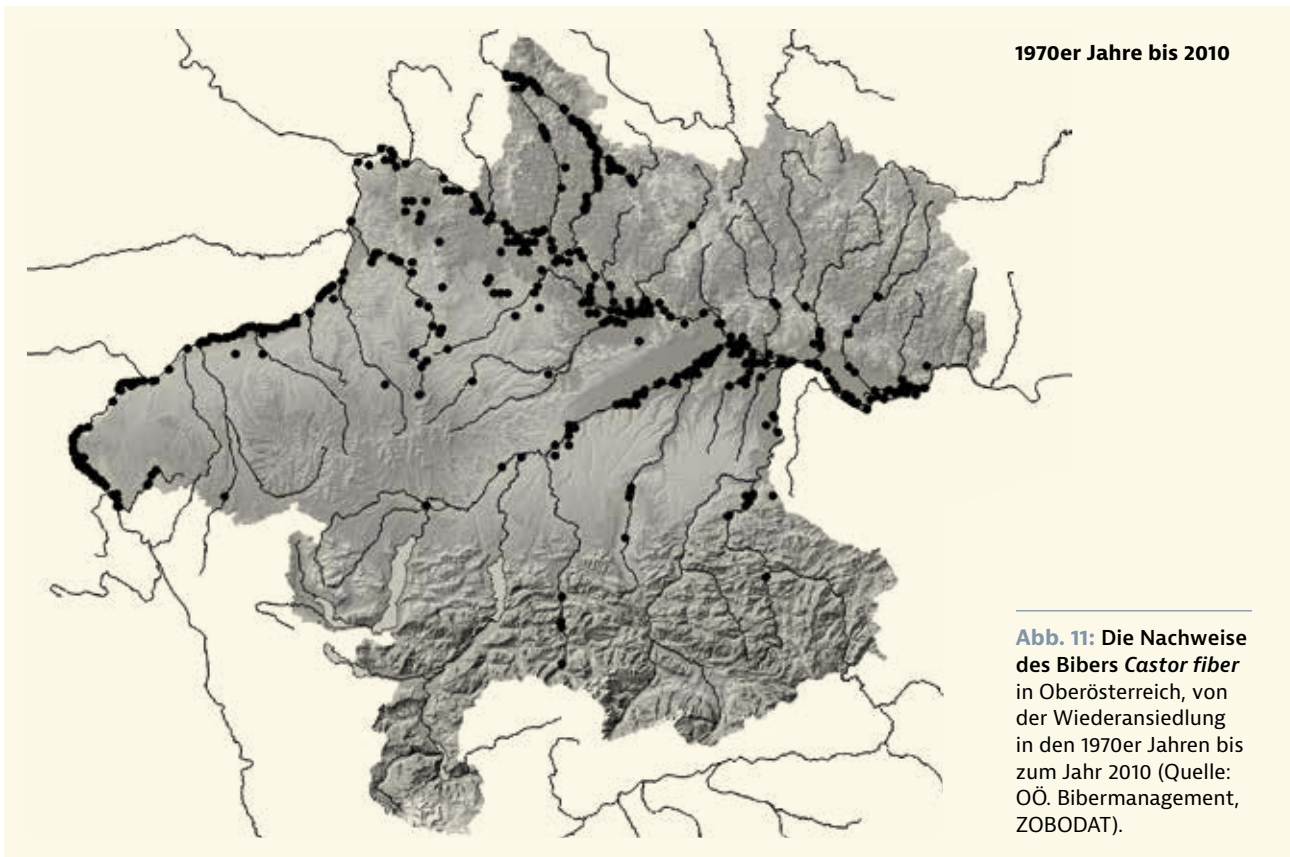 1970er Jahre bis 2010
Abb. 11: Die Nachweise
des Bibers Castor fiber
in Oberösterreich, von
der Wiederansiedlung
in den 1970er Jahren bis
zum Jahr 2010 (Quelle:
OÖ. Bibermanagement,
ZOBODAT).